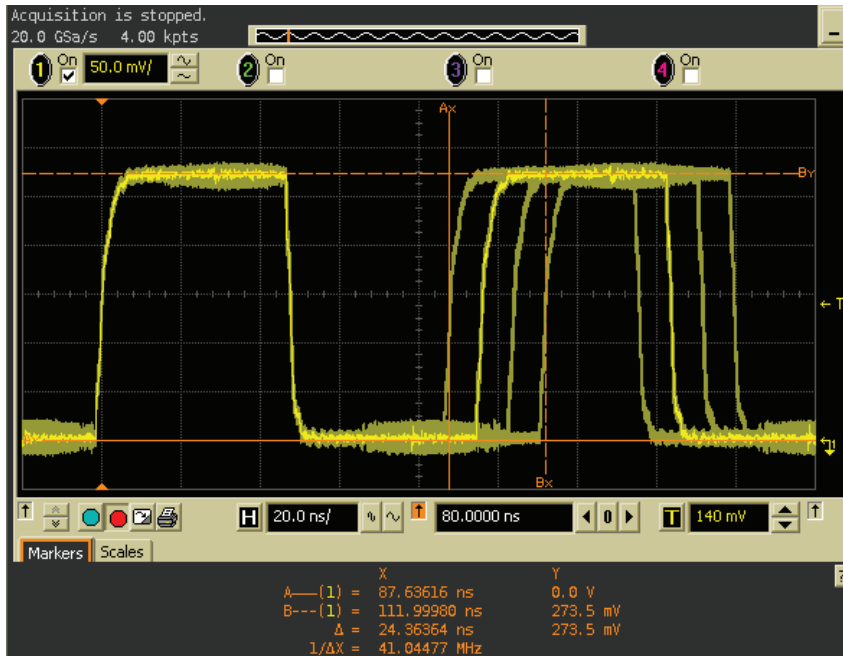 Acquisition is stopped.
20.0 GSa/s 4.00 kpts
1 On 50.0 mV/ 2 On 3 On 4 On
Ax
By
T
1
Bx
H 20.0 ns/ 80.0000 ns 0 T 140 mV
Markers Scales
X Y
A——(1) = 87.63616 ns 0.0 V
B---(1) = 111.99980 ns 273.5 mV
Δ = 24.36364 ns 273.5 mV
1/ΔX = 41.04477 MHz
?